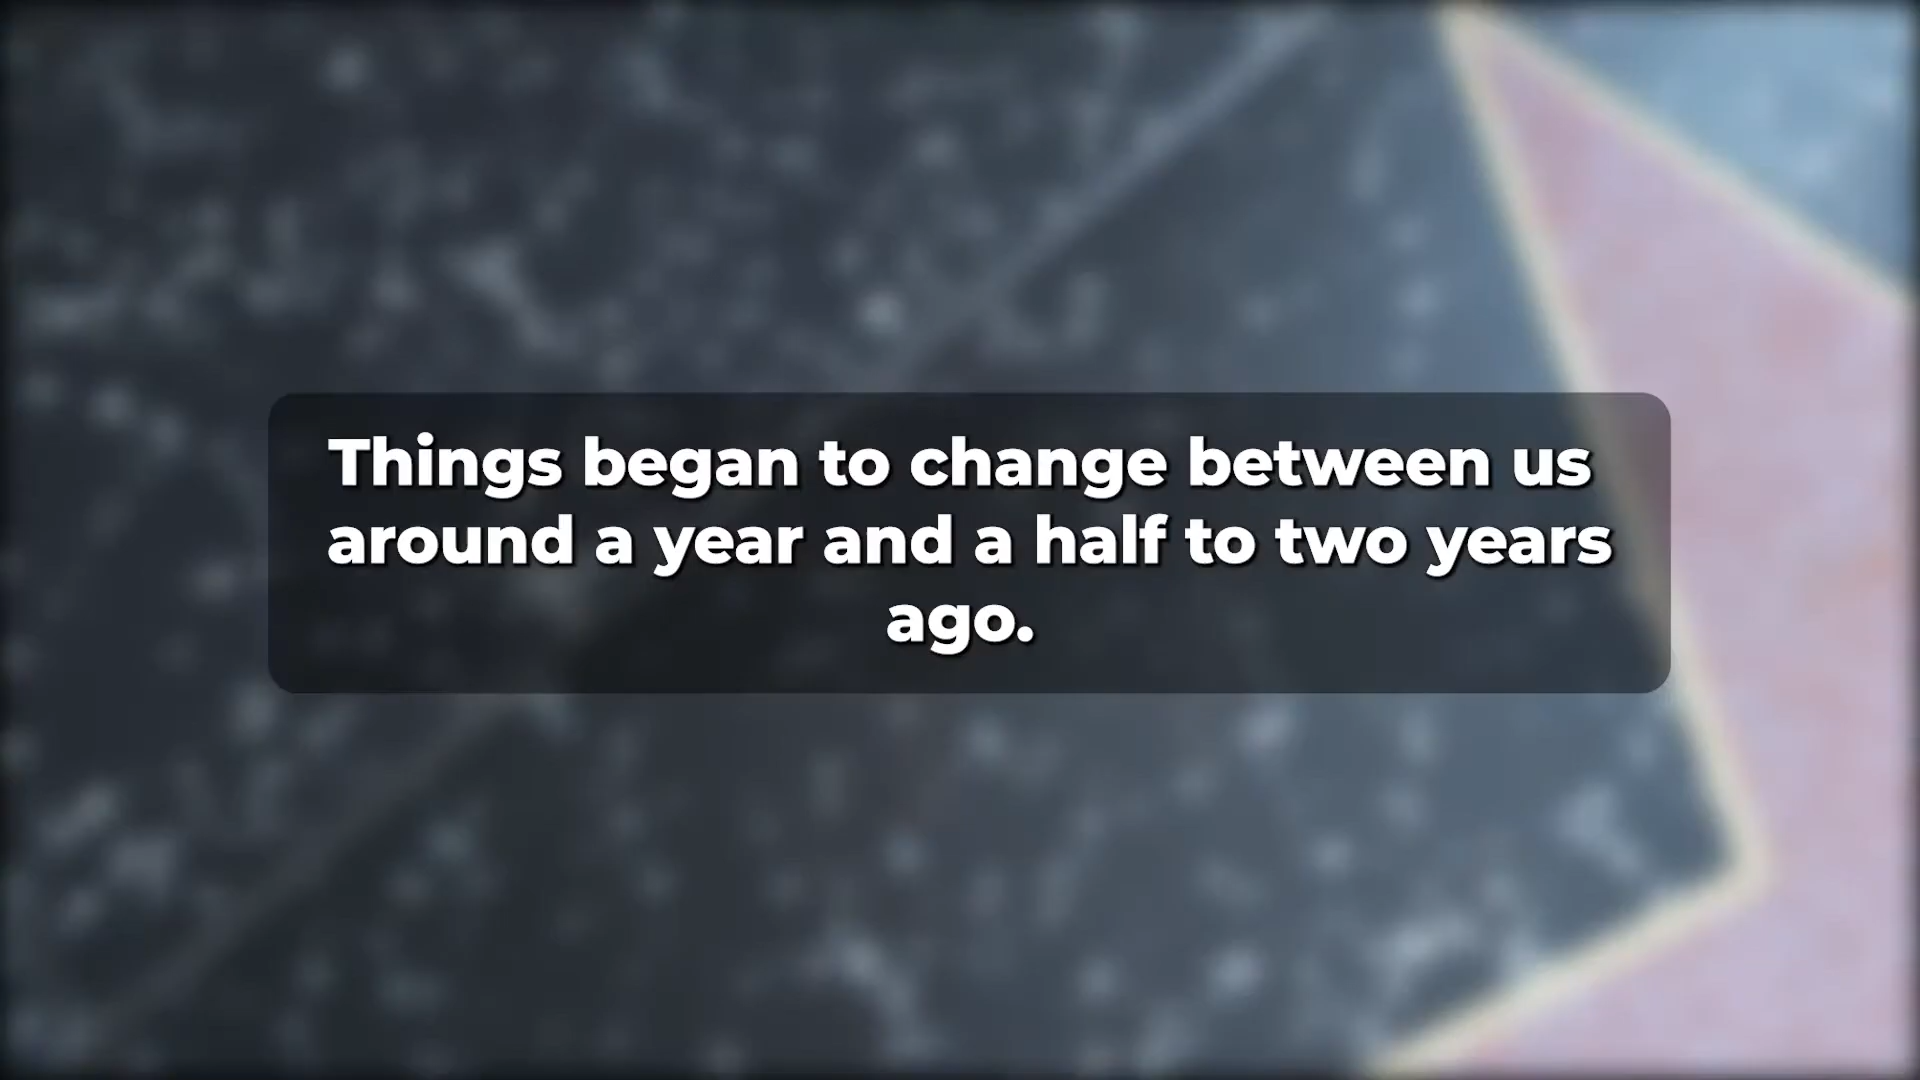 Things began to change between us
around a year and a half to two years
ago.